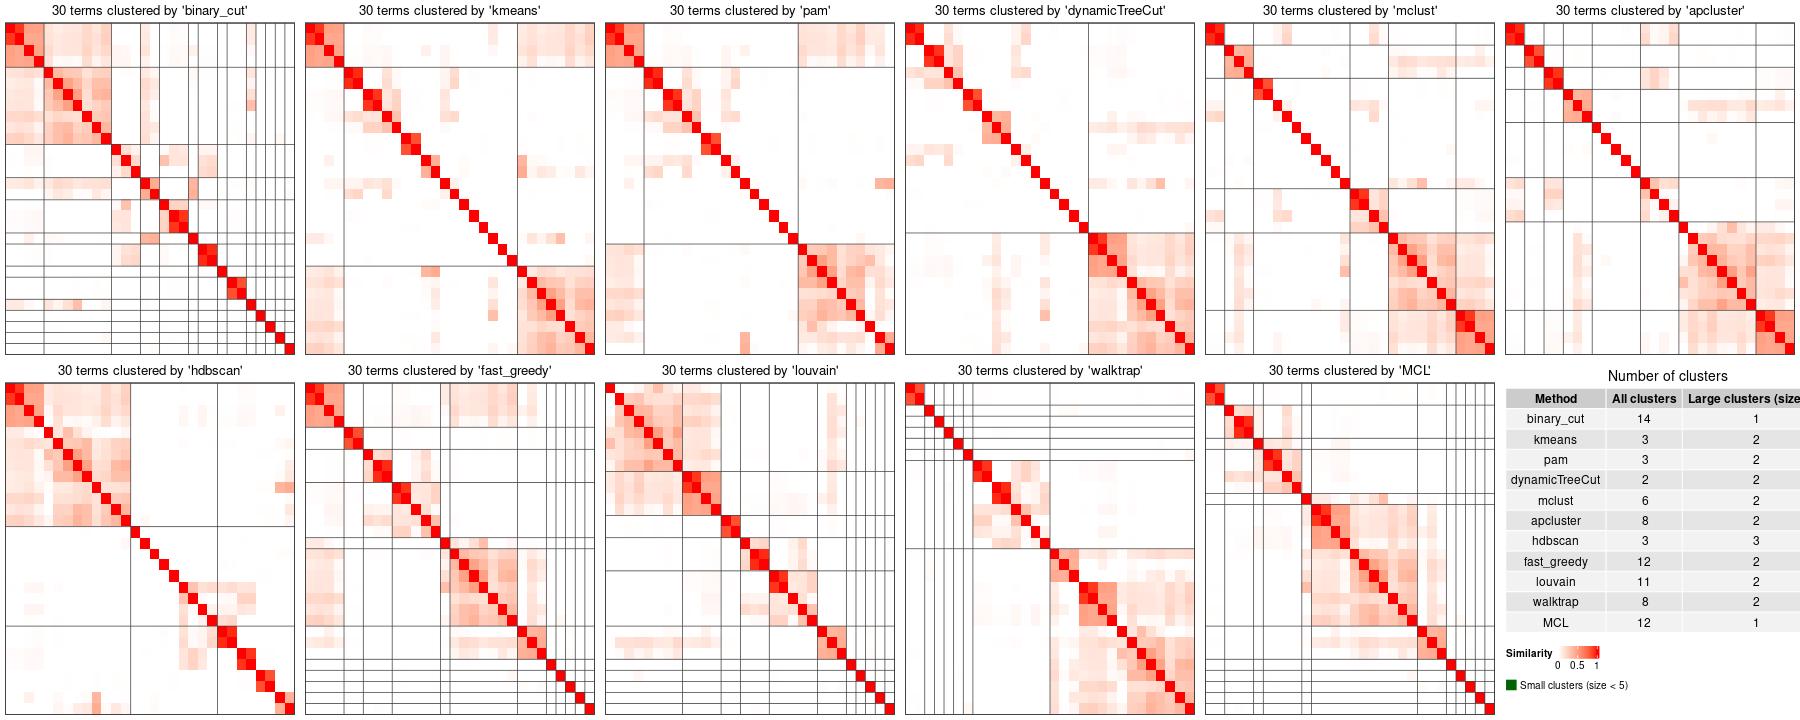 30 terms clustered by 'binary_cut'
30 terms clustered by 'kmeans'
30 terms clustered by 'pam'
30 terms clustered by 'dynamicTreeCut'
30 terms clustered by 'mclust'
30 terms clustered by 'apcluster'
30 terms clustered by 'hdbscan'
30 terms clustered by 'fast_greedy'
30 terms clustered by 'louvain'
30 terms clustered by 'walktrap'
30 terms clustered by 'MCL'
Number of clusters
Method All clusters Large clusters (size
binary_cut 14 1
kmeans 3 2
pam 3 2
dynamicTreeCut 2 2
mclust 6 2
apcluster 8 2
hdbscan 3 3
fast_greedy 12 2
louvain 11 2
walktrap 8 2
MCL 12 1
Similarity
0 0.5 1
Small clusters (size < 5)